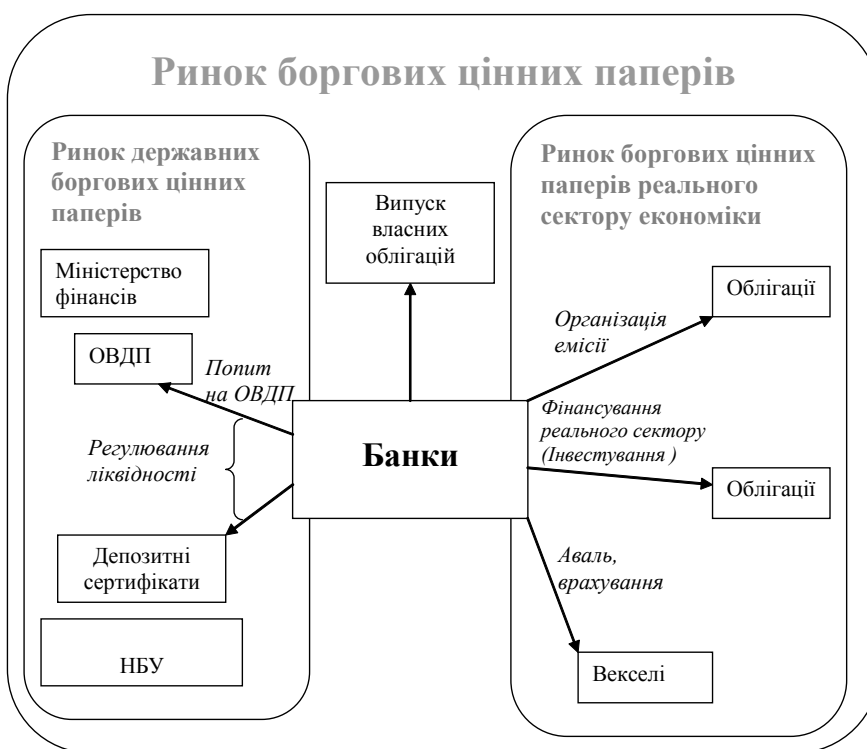 Ринок боргових цінних паперів
Ринок державних
боргових цінних
паперів
Міністерство
фінансів
ОВДП
Попит
на ОВДП
Регулювання
ліквідності
Депозитні
сертифікати
НБУ
Випуск
власних
облігацій
Банки
Ринок боргових цінних
паперів реального
сектору економіки
Облігації
Організація
емісії
Фінансування
реального сектору
(Інвестування )
Облігації
Аваль,
врахування
Векселі